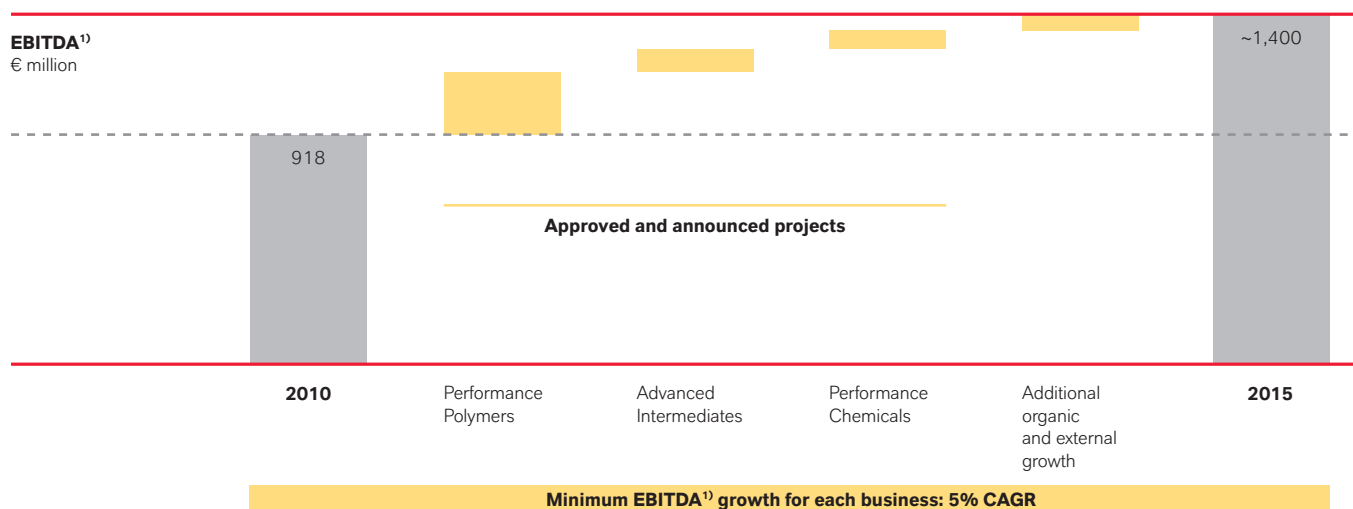 EBITDA¹⁾
€ million
~1,400
918
Approved and announced projects
2010
Performance
Polymers
Advanced
Intermediates
Performance
Chemicals
Additional
organic
and external
growth
2015
Minimum EBITDA¹⁾ growth for each business: 5% CAGR